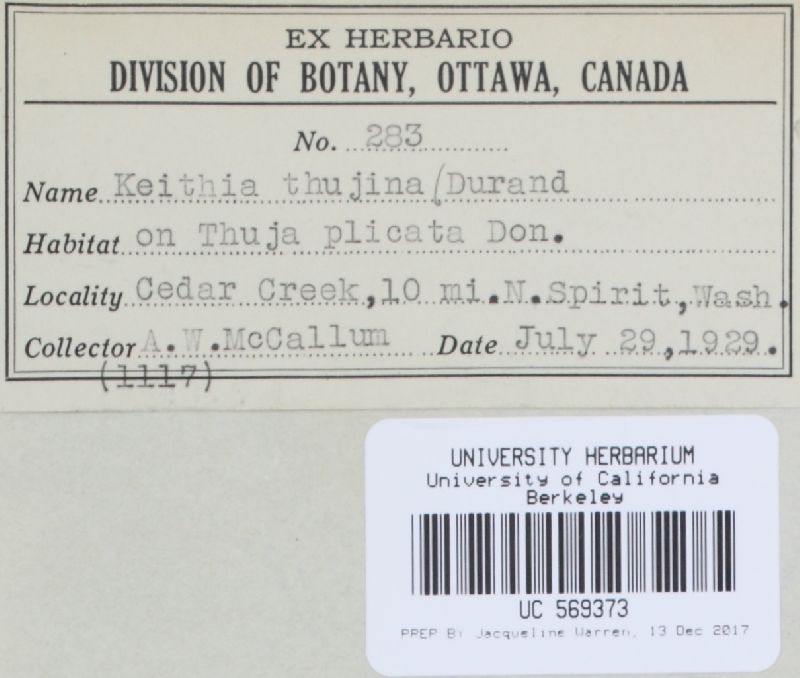 EX HERBARIO
DIVISION OF BOTANY, OTTAWA, CANADA
No. 283
Name Keithia thujina/Durand
Habitat on Thuja plicata Don.
Locality Cedar Creek,10 mi.N.Spirit,Wash.
Collector A.W.McCallum Date July 29,1929.
(1117)
UNIVERSITY HERBARIUM
University of California
Berkeley
UC 569373
PREP By Jacqueline Warren, 13 Dec 2017